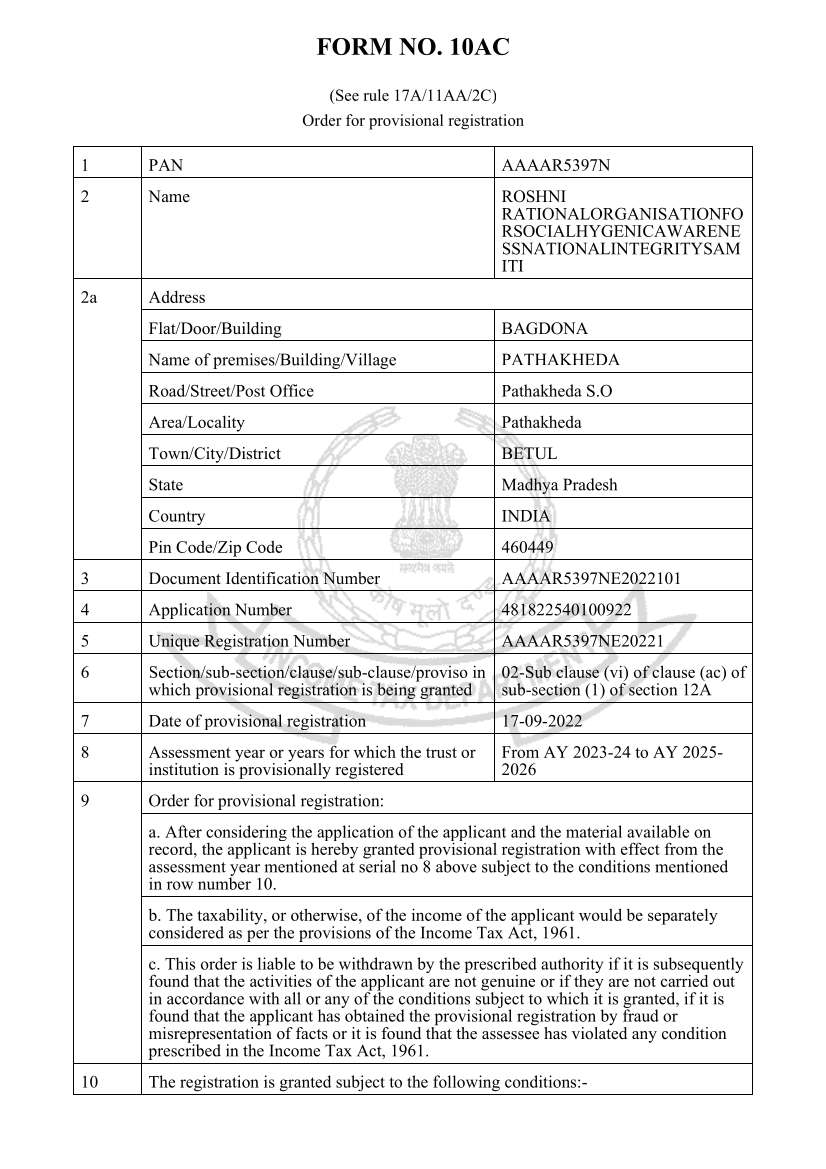 FORM NO. 10AC
(See rule 17A/11AA/2C)
Order for provisional registration
1 PAN AAAAR5397N
2 Name ROSHNI
RATIONALORGANISATIONFO
RSOCIALHYGENICAWARENE
SSNATIONALINTEGRITYSAM
ITI
2a Address
Flat/Door/Building BAGDONA
Name of premises/Building/Village PATHAKHEDA
Road/Street/Post Office Pathakheda S.O
Area/Locality Pathakheda
Town/City/District BETUL
State Madhya Pradesh
Country INDIA
Pin Code/Zip Code 460449
सत्यमेव जयते
3 Document Identification Number AAAAR5397NE2022101
4 Application Number 481822540100922
कोष मूलो दण्ड
5 Unique Registration Number AAAAR5397NE20221
6 Section/sub-section/clause/sub-clause/proviso in 02-Sub clause (vi) of clause (ac) of
which provisional registration is being granted sub-section (1) of section 12A
INCOME TAX DEPARTMENT
7 Date of provisional registration 17-09-2022
8 Assessment year or years for which the trust or From AY 2023-24 to AY 2025-
institution is provisionally registered 2026
9 Order for provisional registration:
a. After considering the application of the applicant and the material available on
record, the applicant is hereby granted provisional registration with effect from the
assessment year mentioned at serial no 8 above subject to the conditions mentioned
in row number 10.
b. The taxability, or otherwise, of the income of the applicant would be separately
considered as per the provisions of the Income Tax Act, 1961.
c. This order is liable to be withdrawn by the prescribed authority if it is subsequently
found that the activities of the applicant are not genuine or if they are not carried out
in accordance with all or any of the conditions subject to which it is granted, if it is
found that the applicant has obtained the provisional registration by fraud or
misrepresentation of facts or it is found that the assessee has violated any condition
prescribed in the Income Tax Act, 1961.
10 The registration is granted subject to the following conditions:-